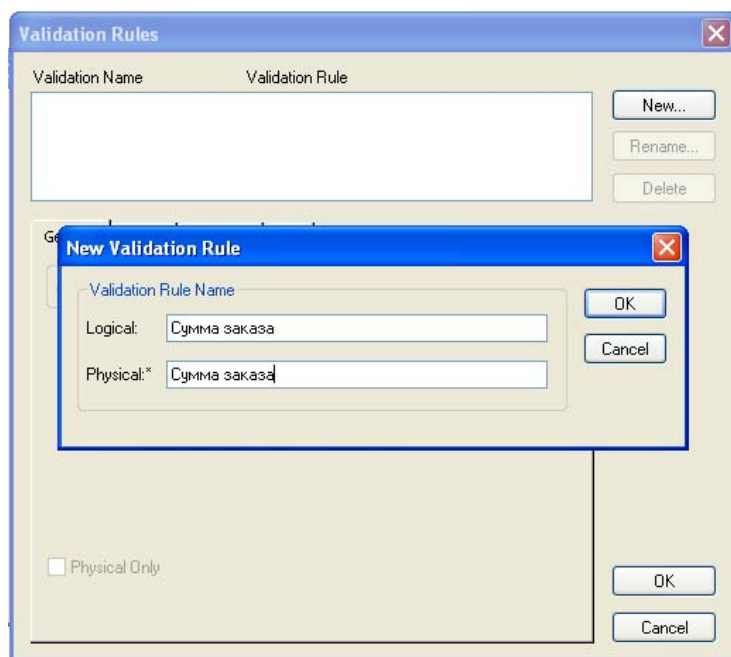 Validation Rules
Validation Name Validation Rule
New...
Rename...
Delete
New Validation Rule
Validation Rule Name
Logical: Сумма заказа
Physical:* Сумма заказа
OK
Cancel
Physical Only
OK
Cancel